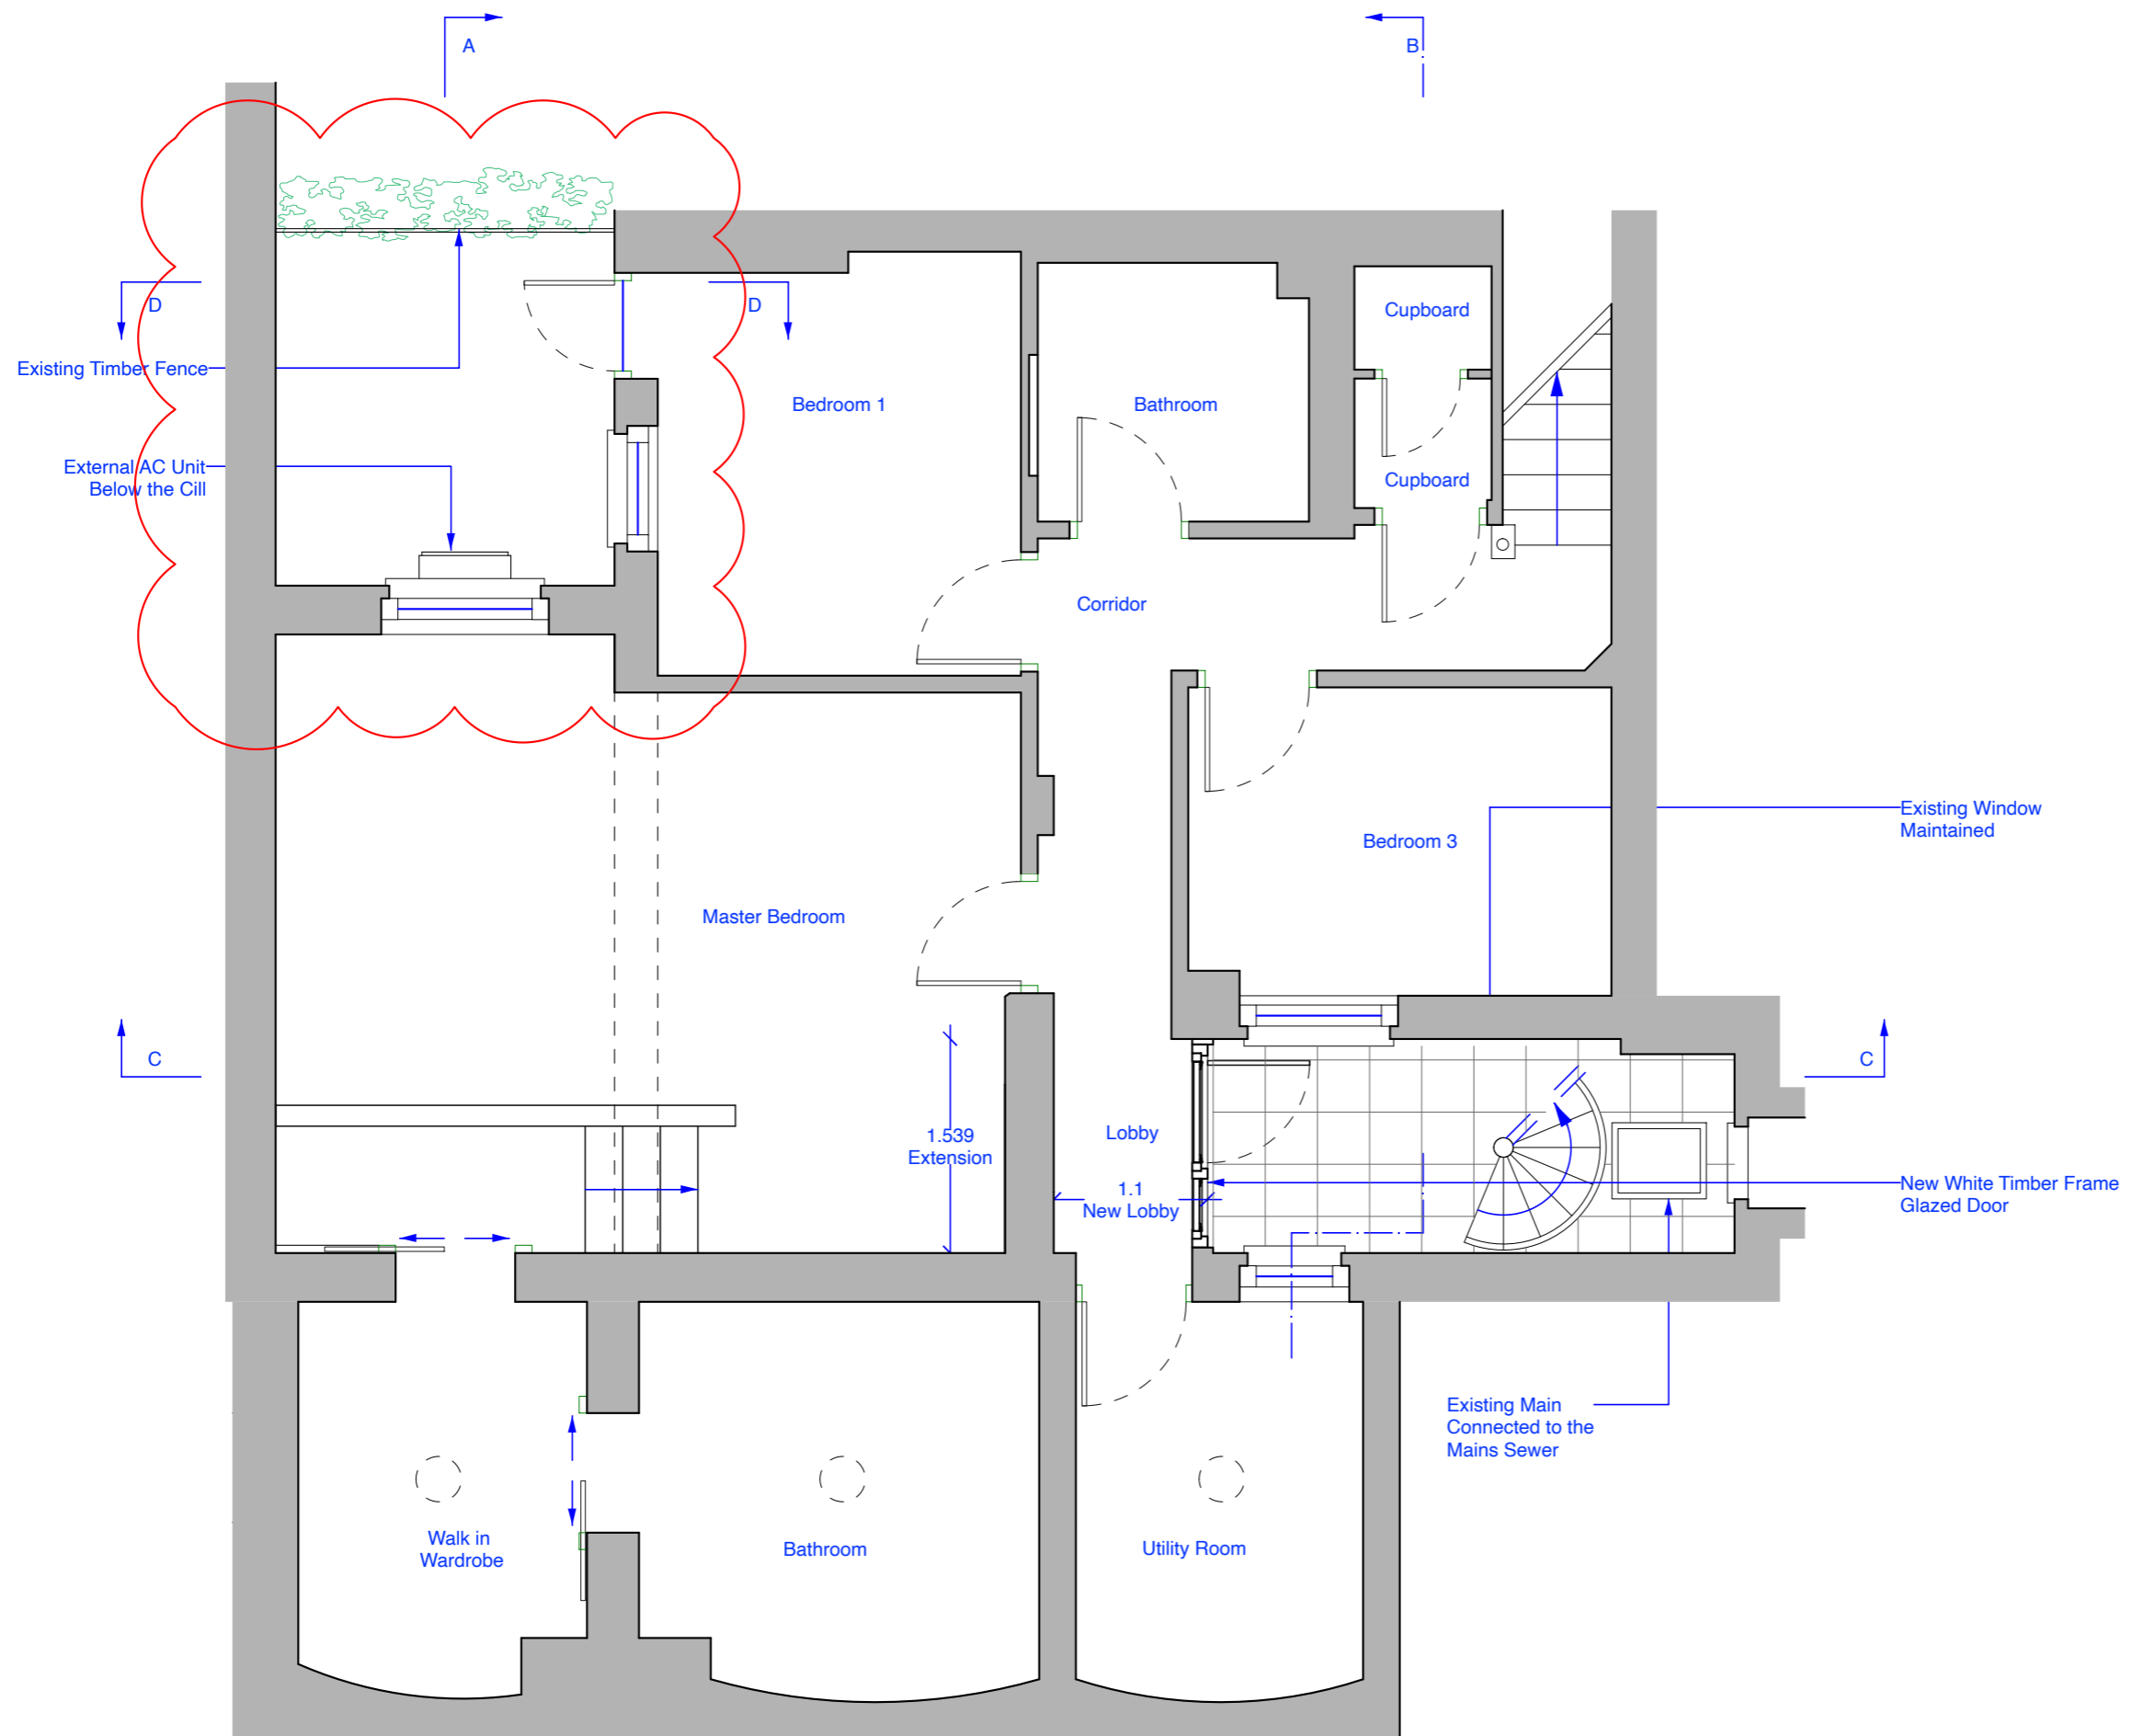 A
B
D
D
Existing Timber Fence
Cupboard
Bedroom 1
Bathroom
External AC Unit
Below the Cill
Cupboard
Corridor
Existing Window
Maintained
Bedroom 3
Master Bedroom
C
C
1.539
Extension
Lobby
1.1
New Lobby
New White Timber Frame
Glazed Door
Existing Main
Connected to the
Mains Sewer
Walk in
Wardrobe
Bathroom
Utility Room